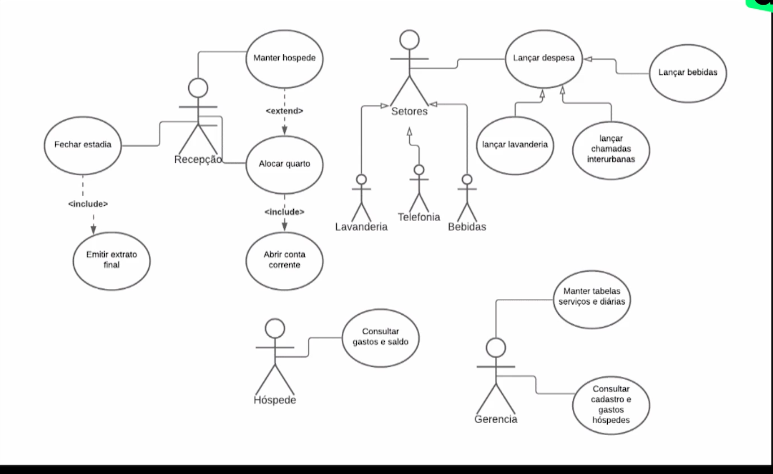 Manter hospede
Lançar despesa
Lançar bebidas
<extend>
Setores
Fechar estadia
Recepção
Alocar quarto
lançar lavanderia
lançar
chamadas
interurbanas
<include>
<include>
Lavanderia
Telefonia
Bebidas
Emitir extrato
final
Abrir conta
corrente
Manter tabelas
serviços e diárias
Consultar
gastos e saldo
Hóspede
Gerencia
Consultar
cadastro e
gastos
hóspedes